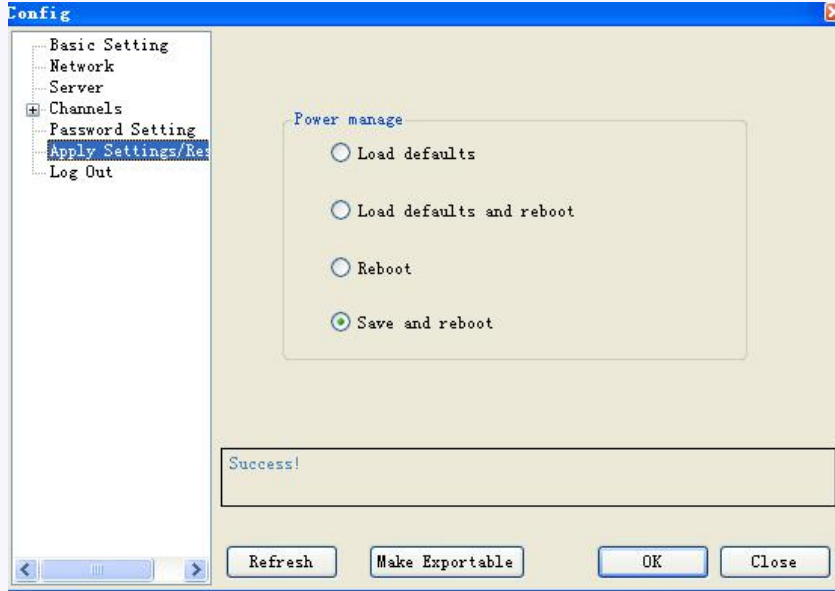 Config
Basic Setting
Network
Server
Channels
Password Setting
Apply Settings/Res
Log Out
Power manage
Load defaults
Load defaults and reboot
Reboot
Save and reboot
Success!
Refresh
Make Exportable
OK
Close